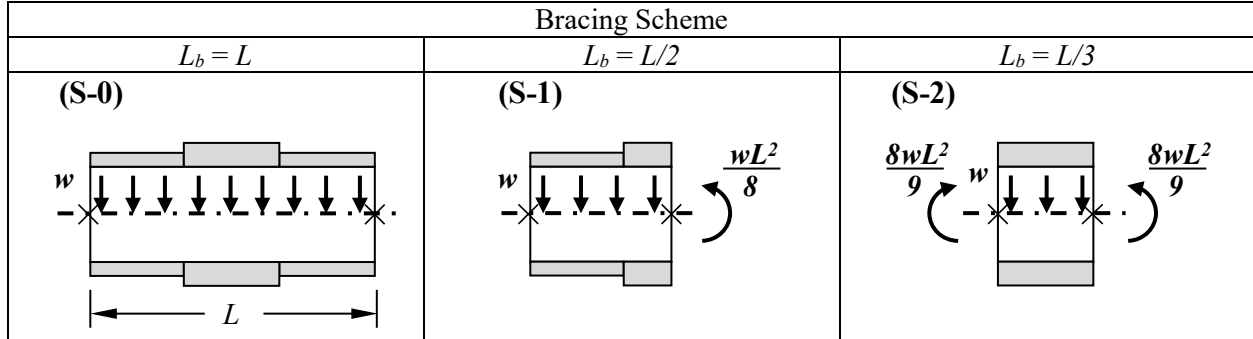 Bracing Scheme
L_b = L
L_b = L/2
L_b = L/3
(S-0)
(S-1)
(S-2)
w
w
wL²/8
8wL²/9
w
8wL²/9
L